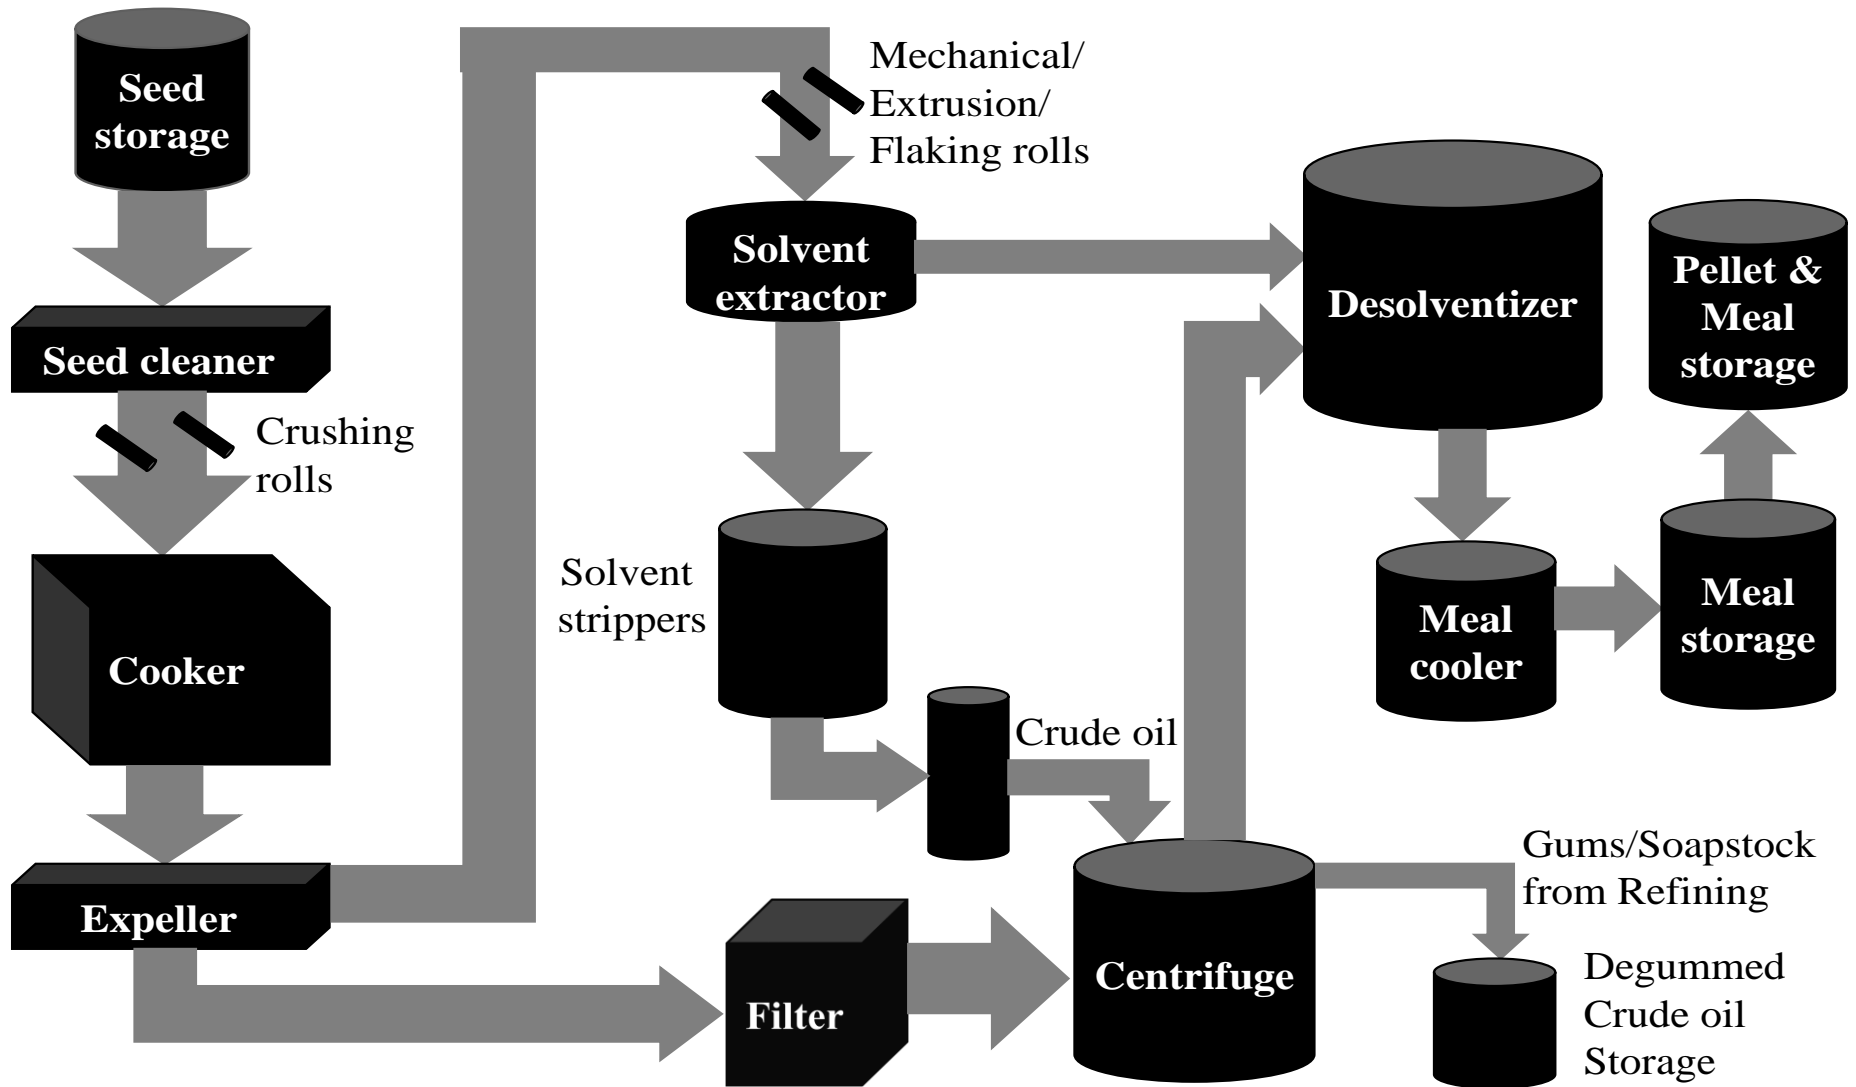 Seed
storage
Seed cleaner
Crushing
rolls
Cooker
Expeller
Mechanical/
Extrusion/
Flaking rolls
Solvent
extractor
Solvent
strippers
Crude oil
Filter
Centrifuge
Desolventizer
Meal
cooler
Meal
storage
Pellet &
Meal
storage
Gums/Soapstock
from Refining
Degummed
Crude oil
Storage